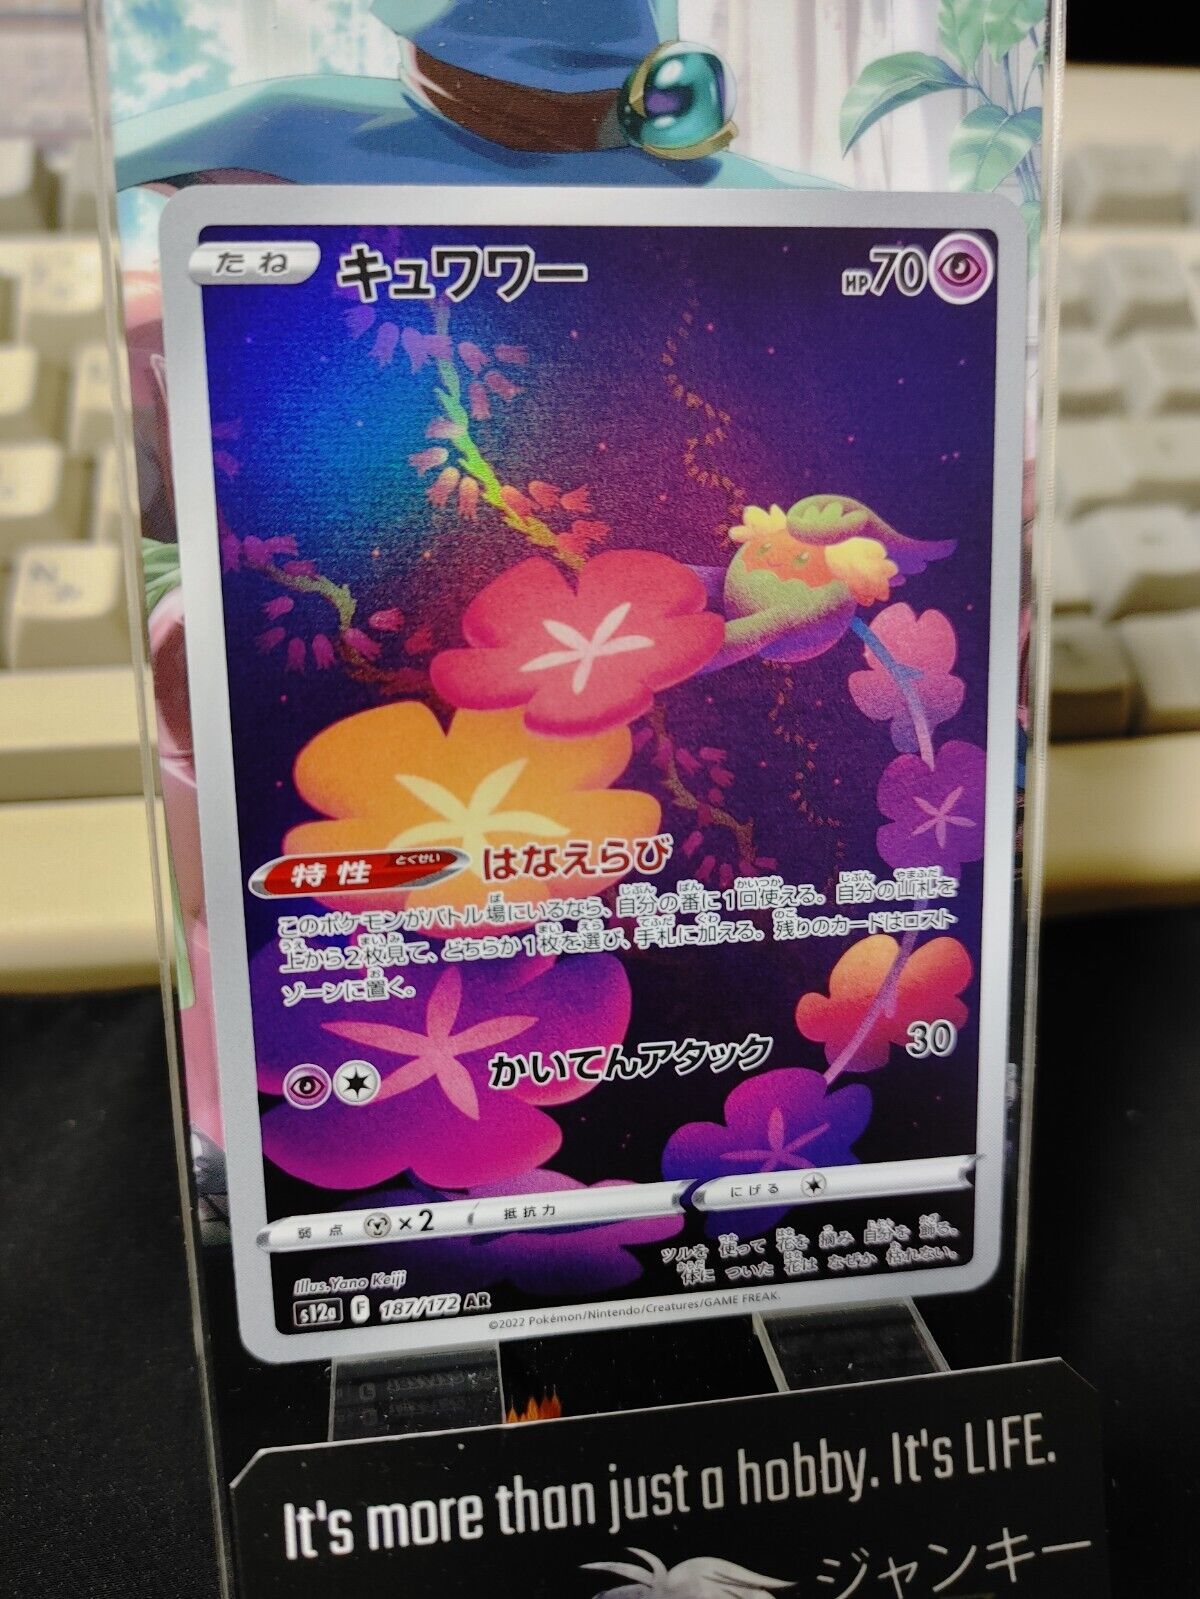 たね キュワワー HP70
特性 とくせい はなえらび
このポケモンがバトル場にいるなら、自分の番に1回使える。自分の山札を
上から2枚見て、どちらか1枚を選び、手札に加える。残りのカードはロスト
ゾーンに置く。
かいてんアタック 30
弱点 ×2 抵抗力 にげる
ツルを 使って 花を 摘み 自分を 飾る。
体に ついた 花は なぜか 枯れない。
Illus. Yano Keiji
s12a F 187/172 AR
©2022 Pokémon/Nintendo/Creatures/GAME FREAK.
It's more than just a hobby. It's LIFE.
ジャンキー